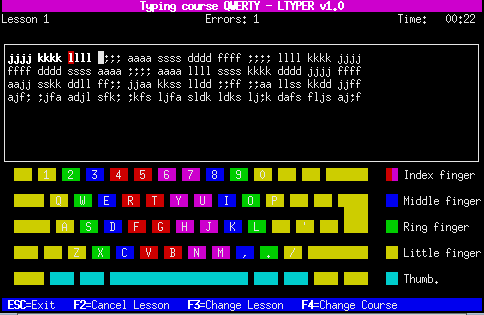 Typing course QWERTY - LTYPER v1.0
Lesson 1 Errors: 1 Time: 00:22
jjjj kkkk llll ;;;; aaaa ssss dddd ffff ;;;; llll kkkk jjjj
ffff dddd ssss aaaa ;;;; aaaa llll ssss kkkk dddd jjjj ffff
aajj sskk ddll ff;; jjaa kkss lldd ;;ff ;;aa llss kkdd jjff
ajf; ;jfa adjl sfk; ;kfs ljfa sldk ldks lj;k dafs fljs aj;f
1 2 3 4 5 6 7 8 9 0 Index finger
Q W E R T Y U I O P Middle finger
A S D F G H J K L ; ' Ring finger
Z X C V B N M , . / Little finger
Thumb.
ESC=Exit F2=Cancel Lesson F3=Change Lesson F4=Change Course